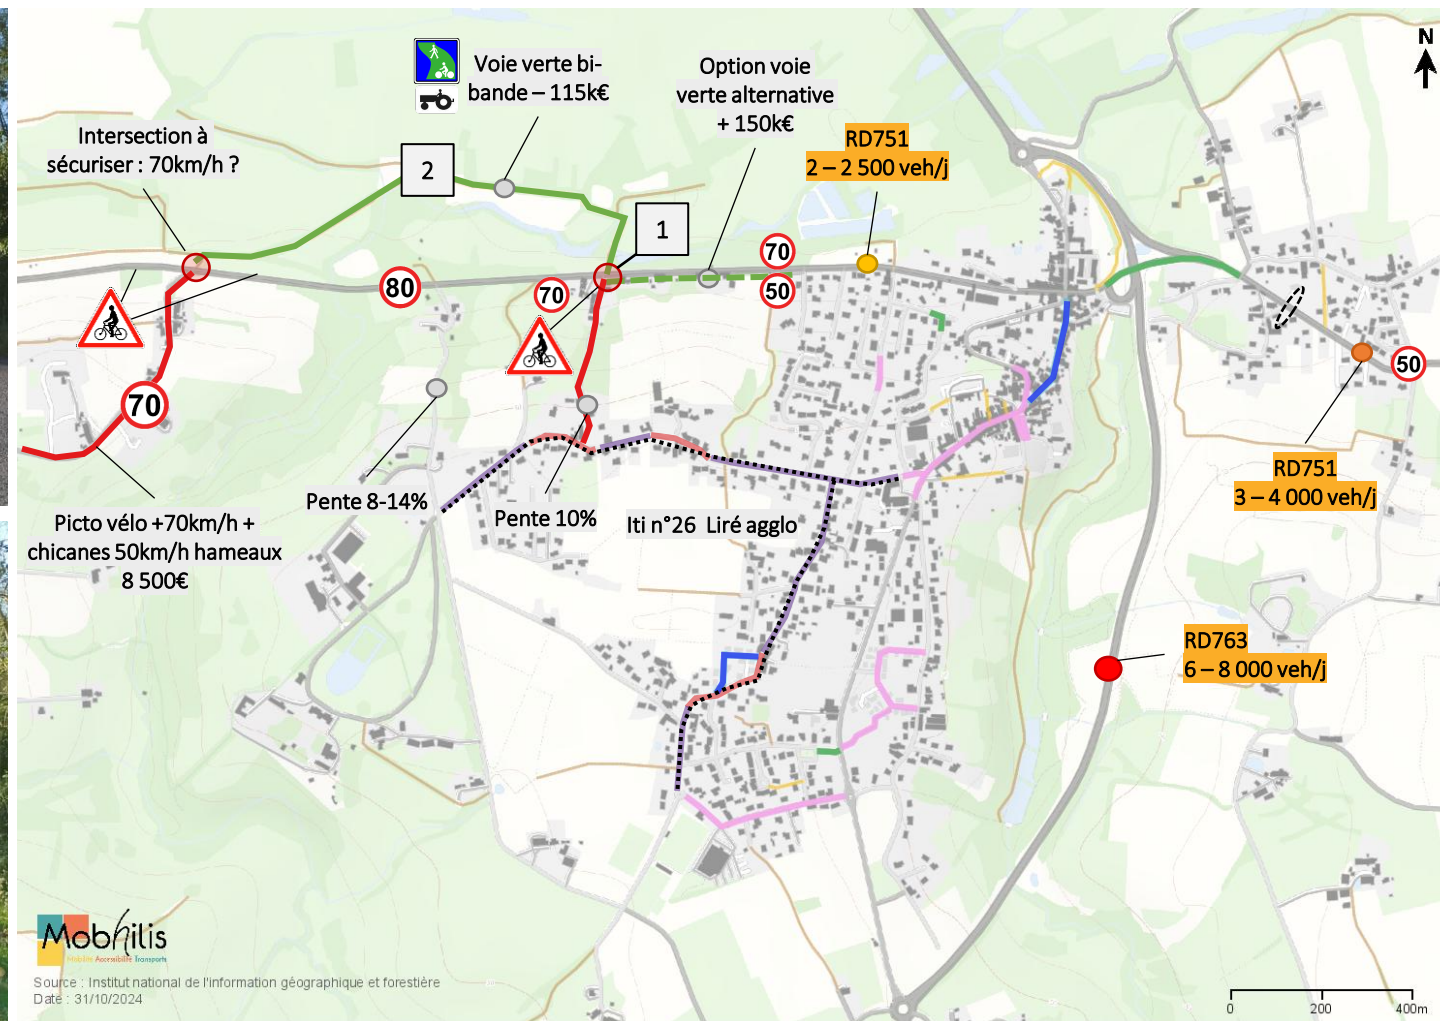 Voie verte bi-
bande – 115k€
Option voie
verte alternative
+ 150k€
N
Intersection à
sécuriser : 70km/h ?
RD751
2 – 2 500 veh/j
2
1
70
80
70
50
70
50
RD751
3 – 4 000 veh/j
Pente 8-14%
Pente 10%
Iti n°26 Liré agglo
Picto vélo +70km/h +
chicanes 50km/h hameaux
8 500€
RD763
6 – 8 000 veh/j
Mobhilis
Mobilité Accessibilité Transports
Source : Institut national de l'information géographique et forestière
Date : 31/10/2024
0 200 400m